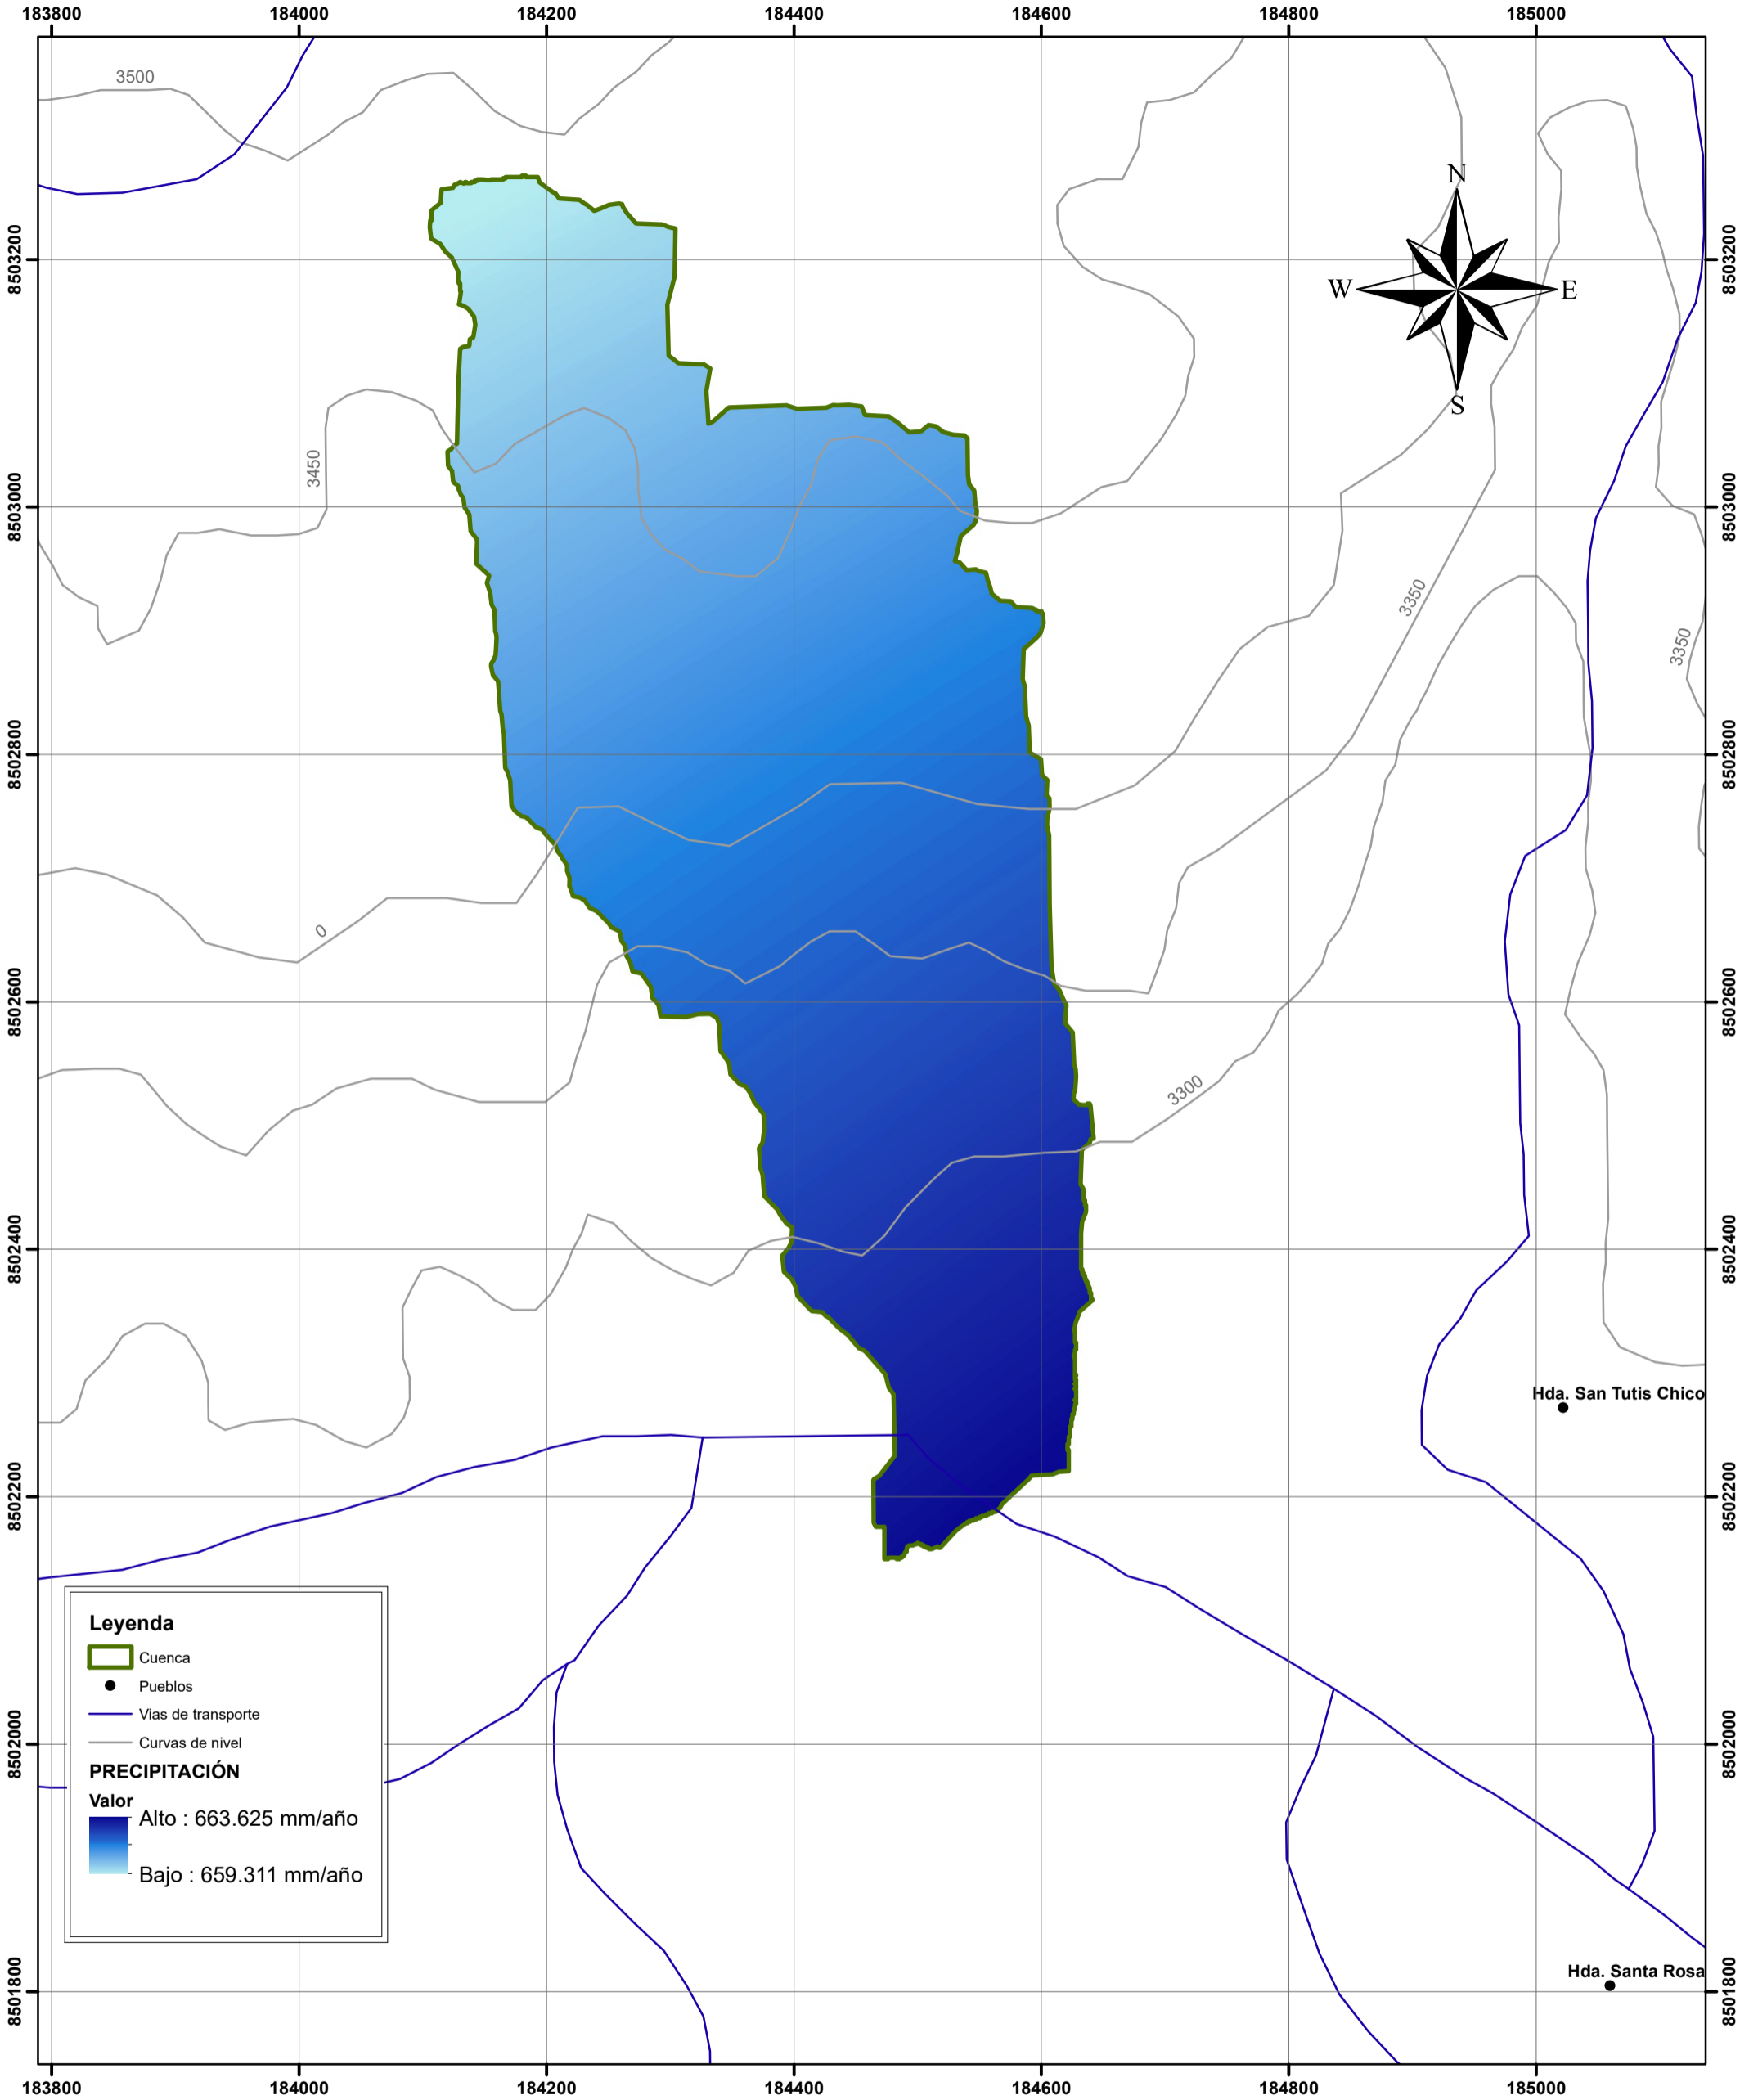 183800 184000 184200 184400 184600 184800 185000
3500
N
W E
S
8503200 8503200
3450
8503000 8503000
3350
3350
8502800 8502800
0
8502600 8502600
3300
8502400 8502400
Hda. San Tutis Chico
8502200 8502200
Leyenda
Cuenca
Pueblos
Vias de transporte
Curvas de nivel
PRECIPITACIÓN
Valor
Alto : 663.625 mm/año
Bajo : 659.311 mm/año
8502000 8502000
Hda. Santa Rosa
8501800 8501800
183800 184000 184200 184400 184600 184800 185000